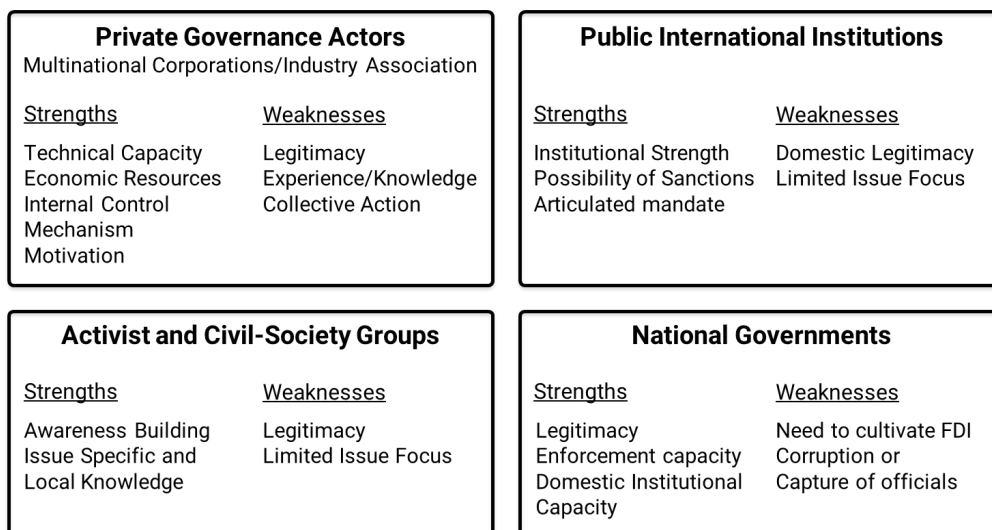 Private Governance Actors
Multinational Corporations/Industry Association
Strengths
Technical Capacity
Economic Resources
Internal Control
Mechanism
Motivation
Weaknesses
Legitimacy
Experience/Knowledge
Collective Action
Public International Institutions
Strengths
Institutional Strength
Possibility of Sanctions
Articulated mandate
Weaknesses
Domestic Legitimacy
Limited Issue Focus
Activist and Civil-Society Groups
Strengths
Awareness Building
Issue Specific and
Local Knowledge
Weaknesses
Legitimacy
Limited Issue Focus
National Governments
Strengths
Legitimacy
Enforcement capacity
Domestic Institutional
Capacity
Weaknesses
Need to cultivate FDI
Corruption or
Capture of officials